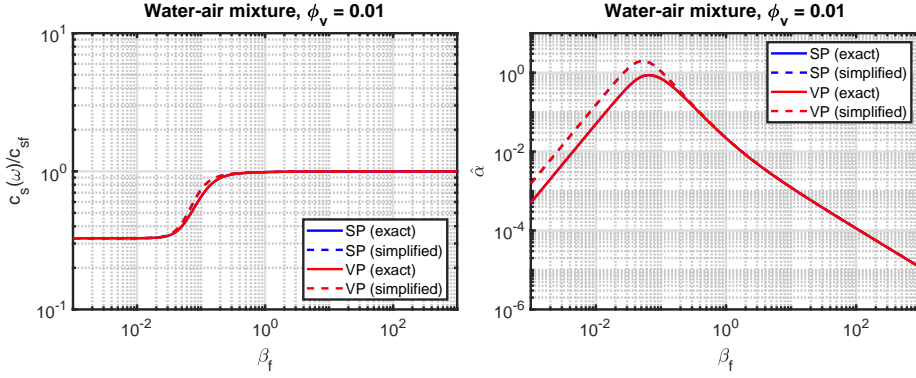 Water-air mixture, ϕ_v = 0.01
c_s(ω)/c_sf
10^1
10^0
10^-1
10^-2
10^0
10^2
β_f
SP (exact)
SP (simplified)
VP (exact)
VP (simplified)
Water-air mixture, ϕ_v = 0.01
α̂
10^0
10^-2
10^-4
10^-6
10^-2
10^0
10^2
β_f
SP (exact)
SP (simplified)
VP (exact)
VP (simplified)